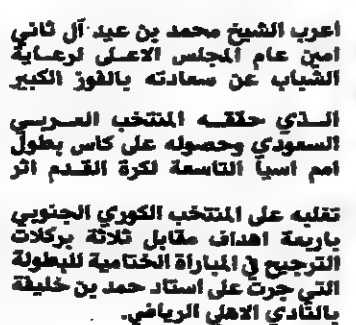 اعرب الشيخ محمد بن عيد آل ثاني
امين عام المجلس الاعلى لرعاية
الشباب عن سعادته بالفوز الكبير
الذي حققه المنتخب العربي
السعودي وحصوله على كاس بطولة
امم اسيا التاسعة لكرة القدم اثر
تغلبه على المنتخب الكوري الجنوبي
باربعة اهداف مقابل ثلاثة بركلات
الترجيح في المباراة الختامية للبطولة
التي جرت على استاد حمد بن خليفة
بالنادي الاهلي الرياضي.